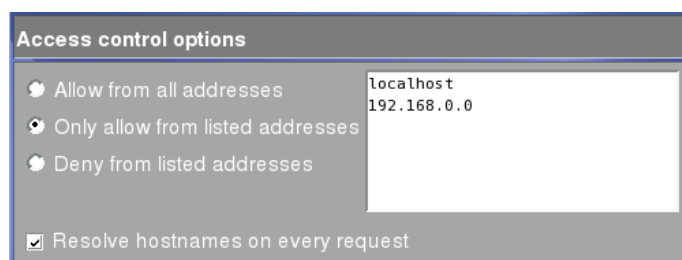 Access control options
Allow from all addresses
Only allow from listed addresses
Deny from listed addresses
localhost
192.168.0.0
Resolve hostnames on every request